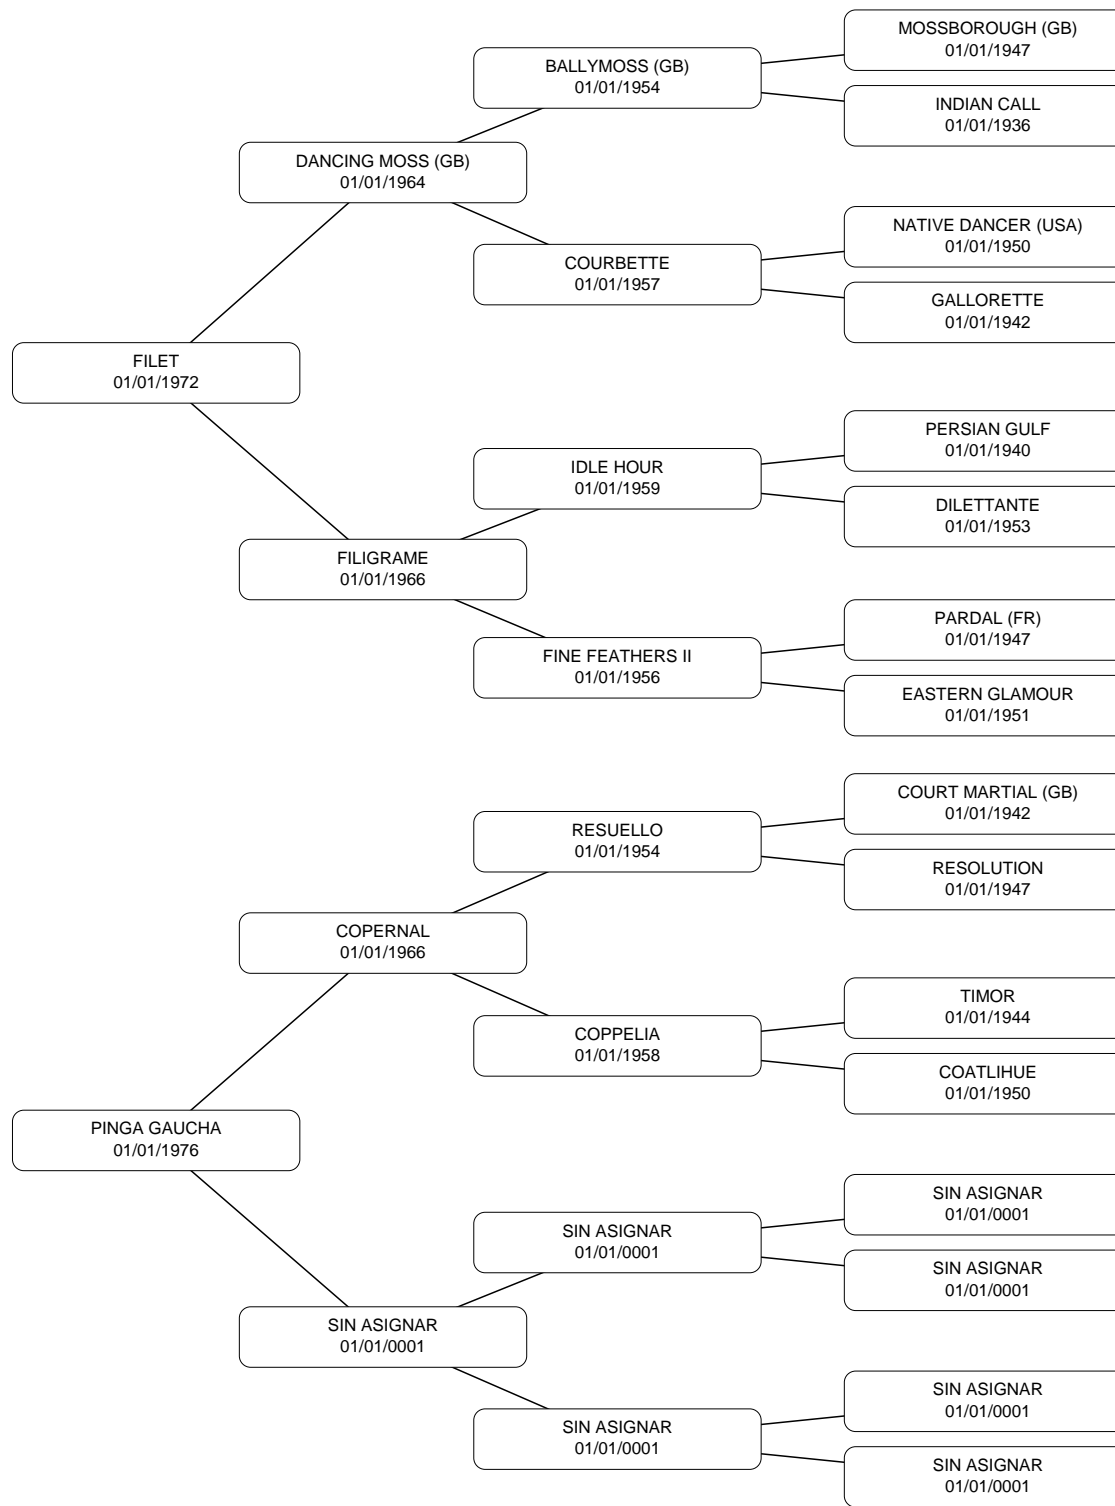 MOSSBOROUGH (GB)
01/01/1947
BALLYMOSS (GB)
01/01/1954
INDIAN CALL
01/01/1936
DANCING MOSS (GB)
01/01/1964
NATIVE DANCER (USA)
01/01/1950
COURBETTE
01/01/1957
GALLORETTE
01/01/1942
FILET
01/01/1972
PERSIAN GULF
01/01/1940
IDLE HOUR
01/01/1959
DILETTANTE
01/01/1953
FILIGRAME
01/01/1966
PARDAL (FR)
01/01/1947
FINE FEATHERS II
01/01/1956
EASTERN GLAMOUR
01/01/1951
COURT MARTIAL (GB)
01/01/1942
RESUELLO
01/01/1954
RESOLUTION
01/01/1947
COPERNAL
01/01/1966
TIMOR
01/01/1944
COPPELIA
01/01/1958
COATLIHUE
01/01/1950
PINGA GAUCHA
01/01/1976
SIN ASIGNAR
01/01/0001
SIN ASIGNAR
01/01/0001
SIN ASIGNAR
01/01/0001
SIN ASIGNAR
01/01/0001
SIN ASIGNAR
01/01/0001
SIN ASIGNAR
01/01/0001
SIN ASIGNAR
01/01/0001